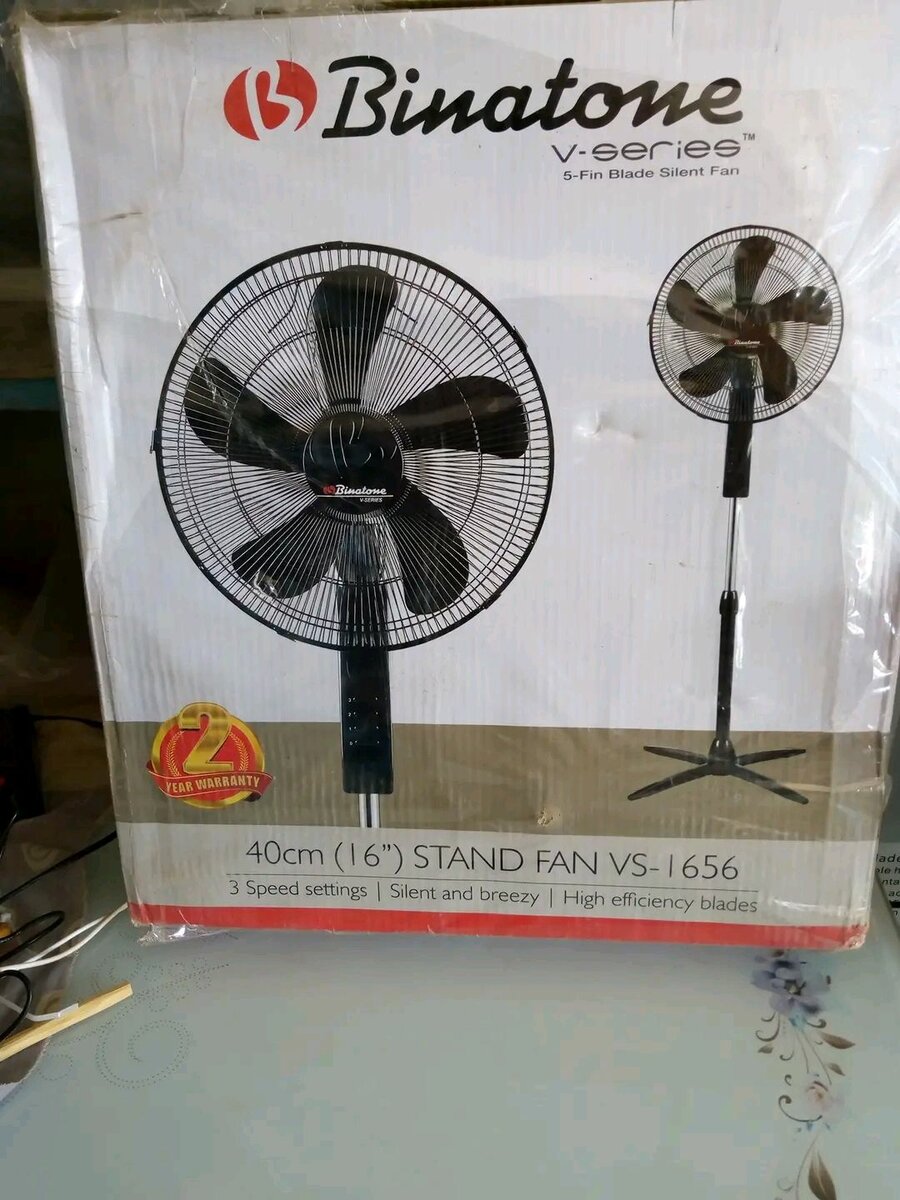 Binatone
V-series™
5-Fin Blade Silent Fan
Binatone
Binatone
V-SERIES
2
YEAR WARRANTY
40cm (16") STAND FAN VS-1656
3 Speed settings | Silent and breezy | High efficiency blades